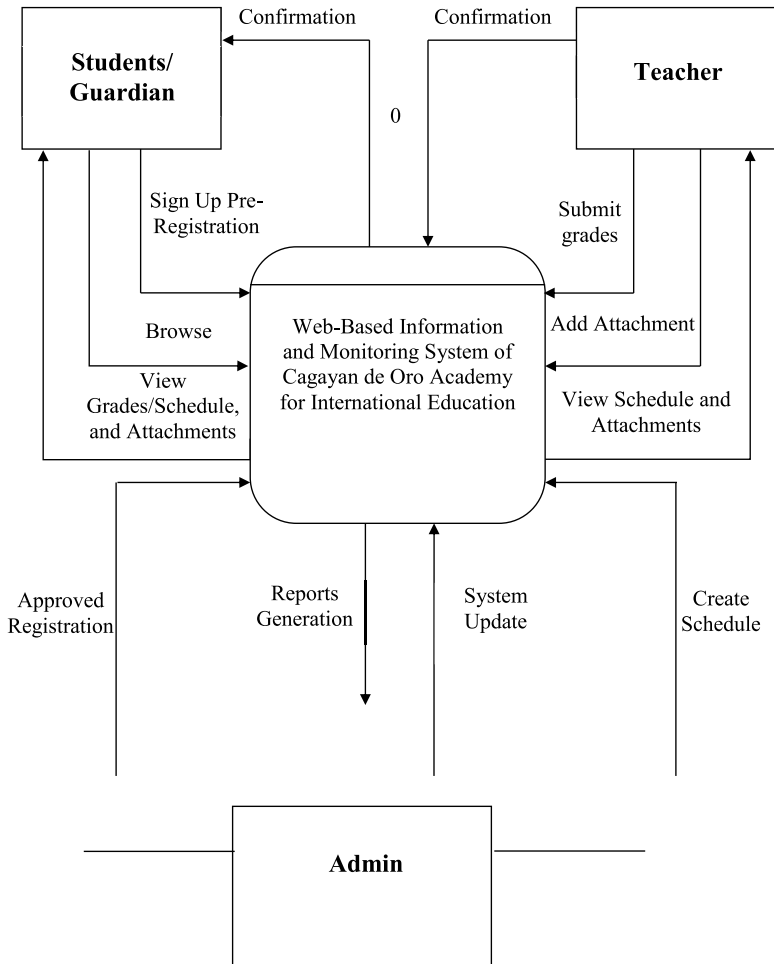 Confirmation
Confirmation
Students/
Guardian
Teacher
0
Sign Up Pre-
Registration
Submit
grades
Browse
Add Attachment
Web-Based Information
and Monitoring System of
Cagayan de Oro Academy
for International Education
View
Grades/Schedule,
and Attachments
View Schedule and
Attachments
Approved
Registration
Reports
Generation
System
Update
Create
Schedule
Admin